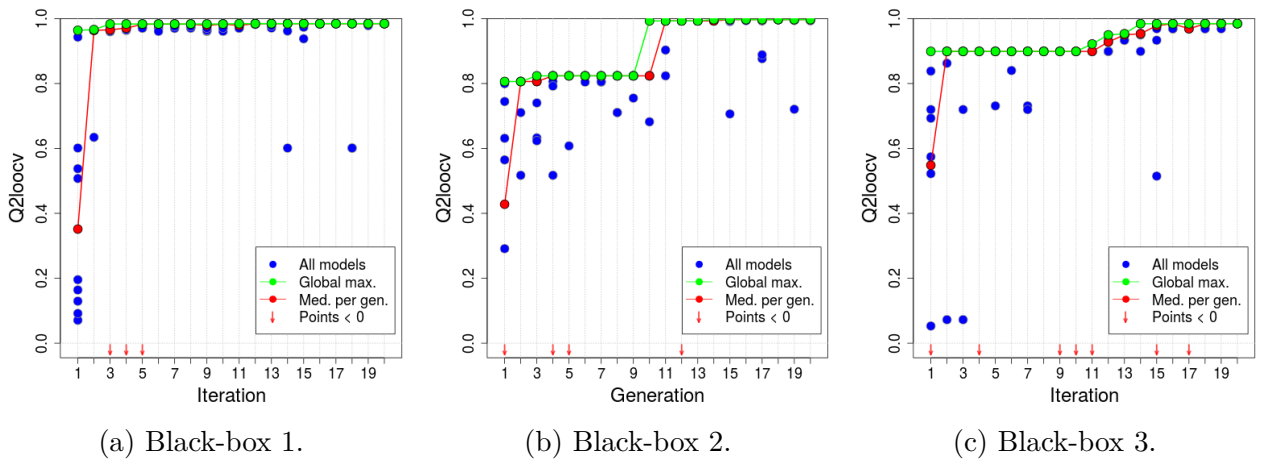 Q2loocv
1.0
0.8
0.6
0.4
0.2
0.0
All models
Global max.
Med. per gen.
Points < 0
1 3 5 7 9 11 13 15 17 19
Iteration
(a) Black-box 1.
Q2loocv
1.0
0.8
0.6
0.4
0.2
0.0
All models
Global max.
Med. per gen.
Points < 0
1 3 5 7 9 11 13 15 17 19
Generation
(b) Black-box 2.
Q2loocv
1.0
0.8
0.6
0.4
0.2
0.0
All models
Global max.
Med. per gen.
Points < 0
1 3 5 7 9 11 13 15 17 19
Iteration
(c) Black-box 3.